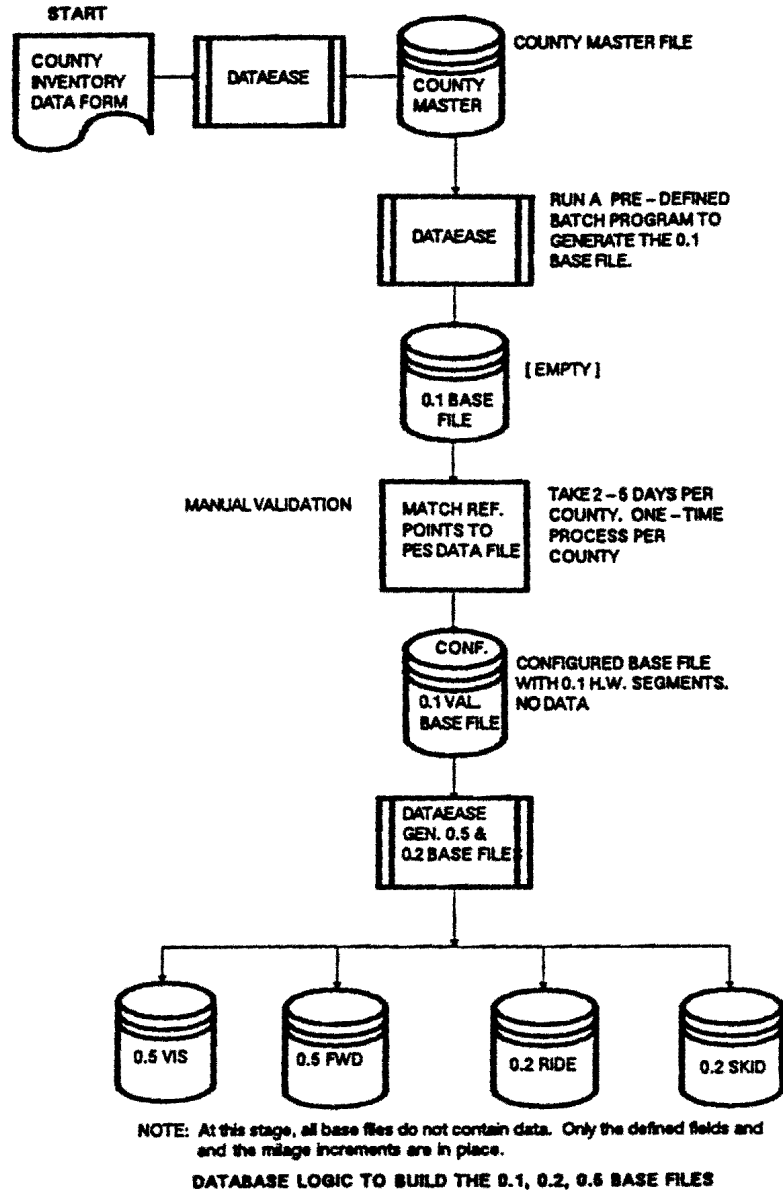 START
COUNTY
INVENTORY
DATA FORM
DATAEASE
COUNTY
MASTER
COUNTY MASTER FILE
DATAEASE
RUN A PRE-DEFINED
BATCH PROGRAM TO
GENERATE THE 0.1
BASE FILE.
0.1 BASE
FILE
[ EMPTY ]
MANUAL VALIDATION
MATCH REF.
POINTS TO
PES DATA FILE
TAKE 2-5 DAYS PER
COUNTY. ONE-TIME
PROCESS PER
COUNTY
CONF.
0.1 VAL.
BASE FILE
CONFIGURED BASE FILE
WITH 0.1 H.W. SEGMENTS.
NO DATA
DATAEASE
GEN. 0.5 &
0.2 BASE FILES
0.5 VIS
0.5 FWD
0.2 RIDE
0.2 SKID
NOTE: At this stage, all base files do not contain data. Only the defined fields and
and the milage increments are in place.
DATABASE LOGIC TO BUILD THE 0.1, 0.2, 0.5 BASE FILES